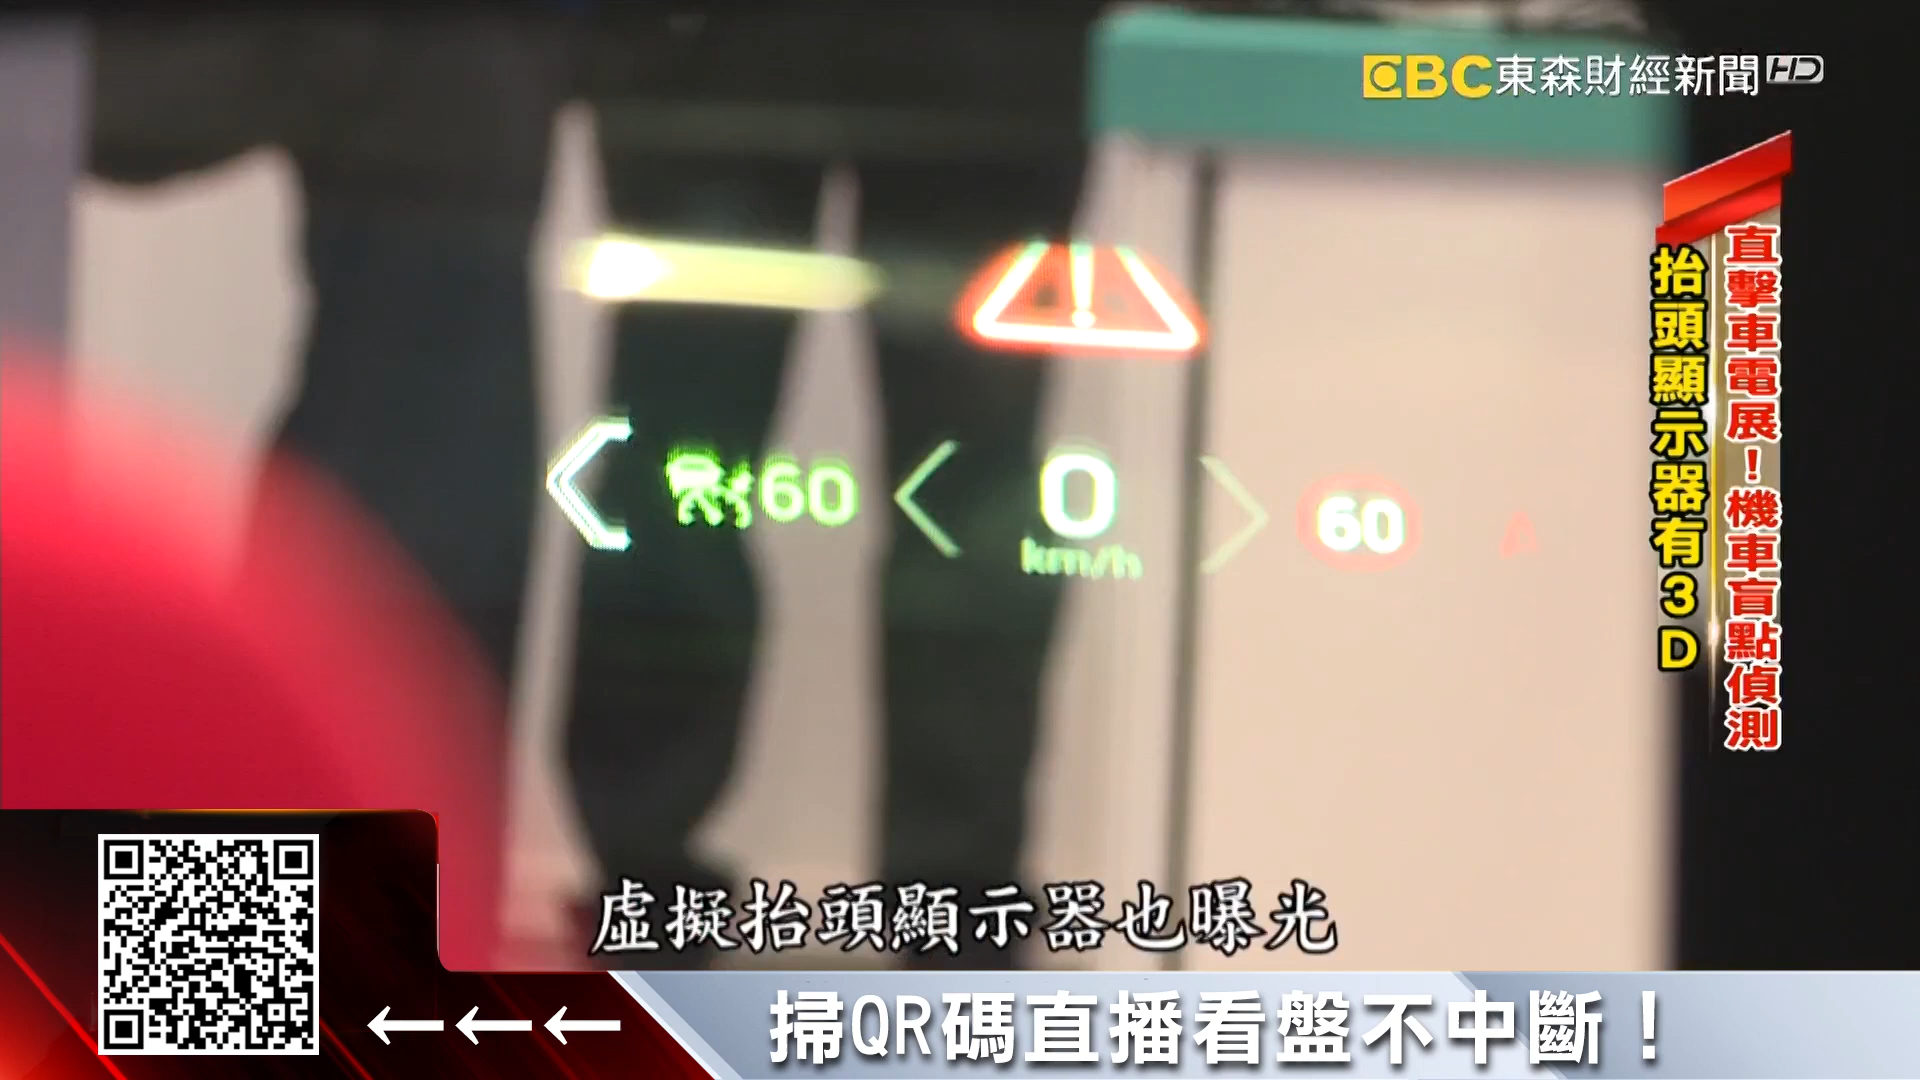 EBC東森財經新聞HD
直擊車電展！機車盲點偵測
抬頭顯示器有3D
60
0
km/h
60
A
虛擬抬頭顯示器也曝光
←←←
掃QR碼直播看盤不中斷！